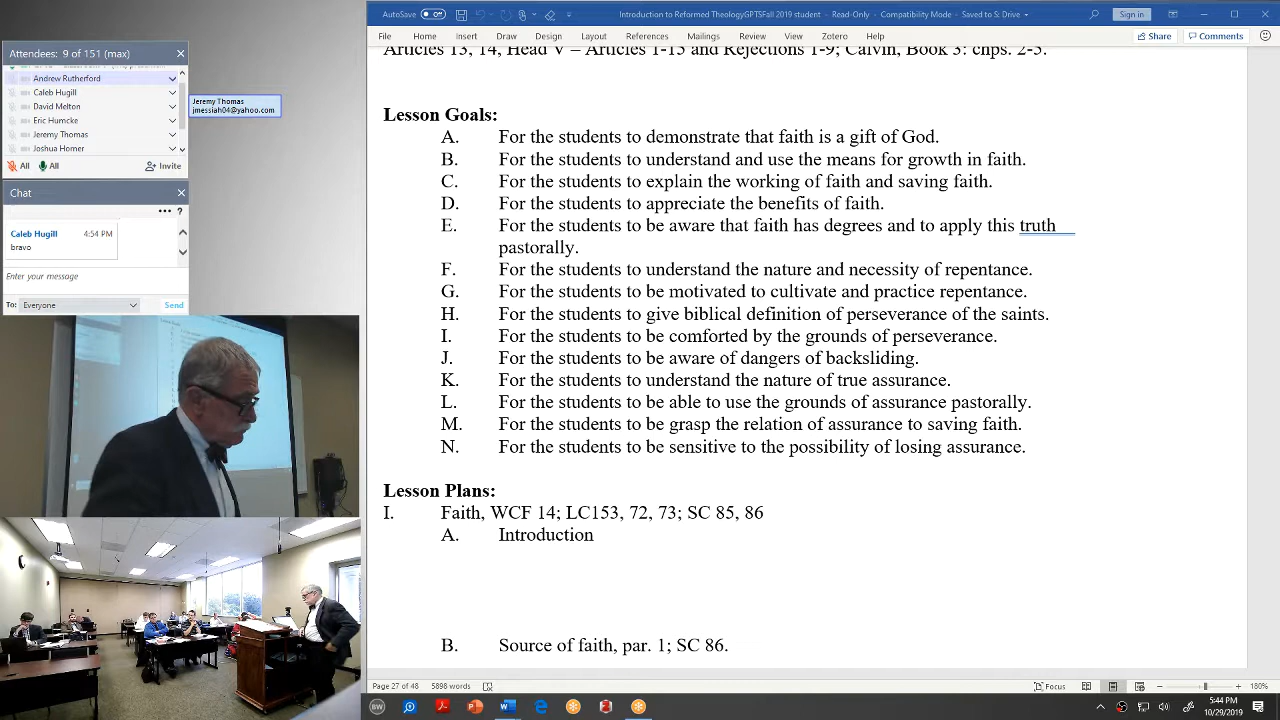 AutoSave Off
Introduction to Reformed TheologyGPTSFall 2019 student - Read-Only - Compatibility Mode - Saved to S: Drive
Sign in
File Home Insert Draw Design Layout References Mailings Review View Zotero Help
Share Comments
Attendees: 9 of 151 (max)
Andrew Rutherford
Caleb Hugill
David Melton
Eric Humcke
Jeremy Thomas
Joshua Horner
Jeremy Thomas
jmessiah04@yahoo.com
All All Invite
Chat
Caleb Hugill 4:54 PM
bravo
Enter your message
To: Everyone Send
Articles 13, 14, Head V – Articles 1-15 and Rejections 1-9; Calvin, Book 3: chps. 2-5.
Lesson Goals:
A. For the students to demonstrate that faith is a gift of God.
B. For the students to understand and use the means for growth in faith.
C. For the students to explain the working of faith and saving faith.
D. For the students to appreciate the benefits of faith.
E. For the students to be aware that faith has degrees and to apply this truth
pastorally.
F. For the students to understand the nature and necessity of repentance.
G. For the students to be motivated to cultivate and practice repentance.
H. For the students to give biblical definition of perseverance of the saints.
I. For the students to be comforted by the grounds of perseverance.
J. For the students to be aware of dangers of backsliding.
K. For the students to understand the nature of true assurance.
L. For the students to be able to use the grounds of assurance pastorally.
M. For the students to be grasp the relation of assurance to saving faith.
N. For the students to be sensitive to the possibility of losing assurance.
Lesson Plans:
I. Faith, WCF 14; LC153, 72, 73; SC 85, 86
A. Introduction
B. Source of faith, par. 1; SC 86.
Page 27 of 48 5898 words
Focus
180%
BW
5:44 PM
10/29/2019